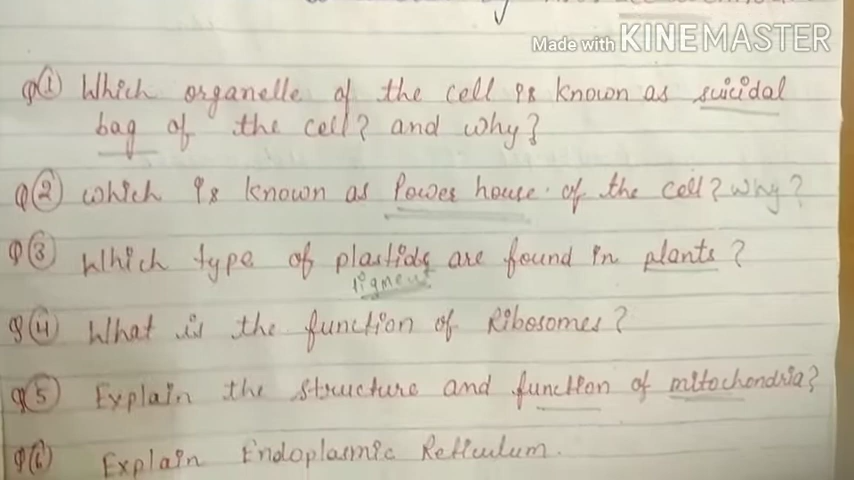 Made with KINEMASTER
Q① Which organelle of the cell is known as suicidal
bag of the cell? and why?
Q② which is known as Power house of the cell? why?
Q③ Which type of plastids are found in plants?
Pigment
Q④ What is the function of Ribosomes?
Q⑤ Explain the structure and function of mitochondria?
Q⑥ Explain Endoplasmic Reticulum.